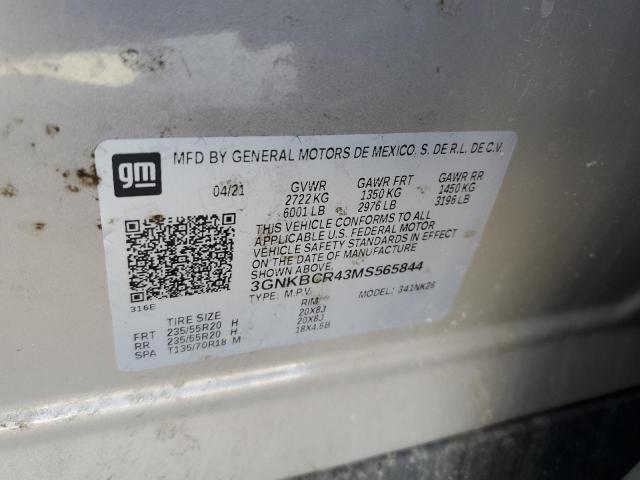 gm
MFD BY GENERAL MOTORS DE MEXICO, S. DE R.L. DE C.V.
04/21 GVWR GAWR FRT GAWR RR
2722 KG 1350 KG 1450 KG
6001 LB 2976 LB 3196 LB
THIS VEHICLE CONFORMS TO ALL
APPLICABLE U.S. FEDERAL MOTOR
VEHICLE SAFETY STANDARDS IN EFFECT
ON THE DATE OF MANUFACTURE
SHOWN ABOVE.
3GNKBCR43MS565844
TYPE: M.P.V. MODEL: 341NK26
316E
TIRE SIZE RIM
FRT 235/55R20 H 20X8J
RR 235/55R20 H 20X8J
SPA T135/70R18 M 18X4.5B